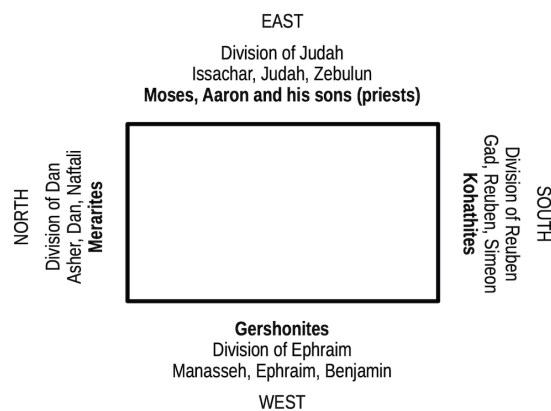 EAST
Division of Judah
Issachar, Judah, Zebulun
Moses, Aaron and his sons (priests)
NORTH
Division of Dan
Asher, Dan, Naftali
Merarites
Division of Reuben
Gad, Reuben, Simeon
Kohathites
SOUTH
Gershonites
Division of Ephraim
Manasseh, Ephraim, Benjamin
WEST